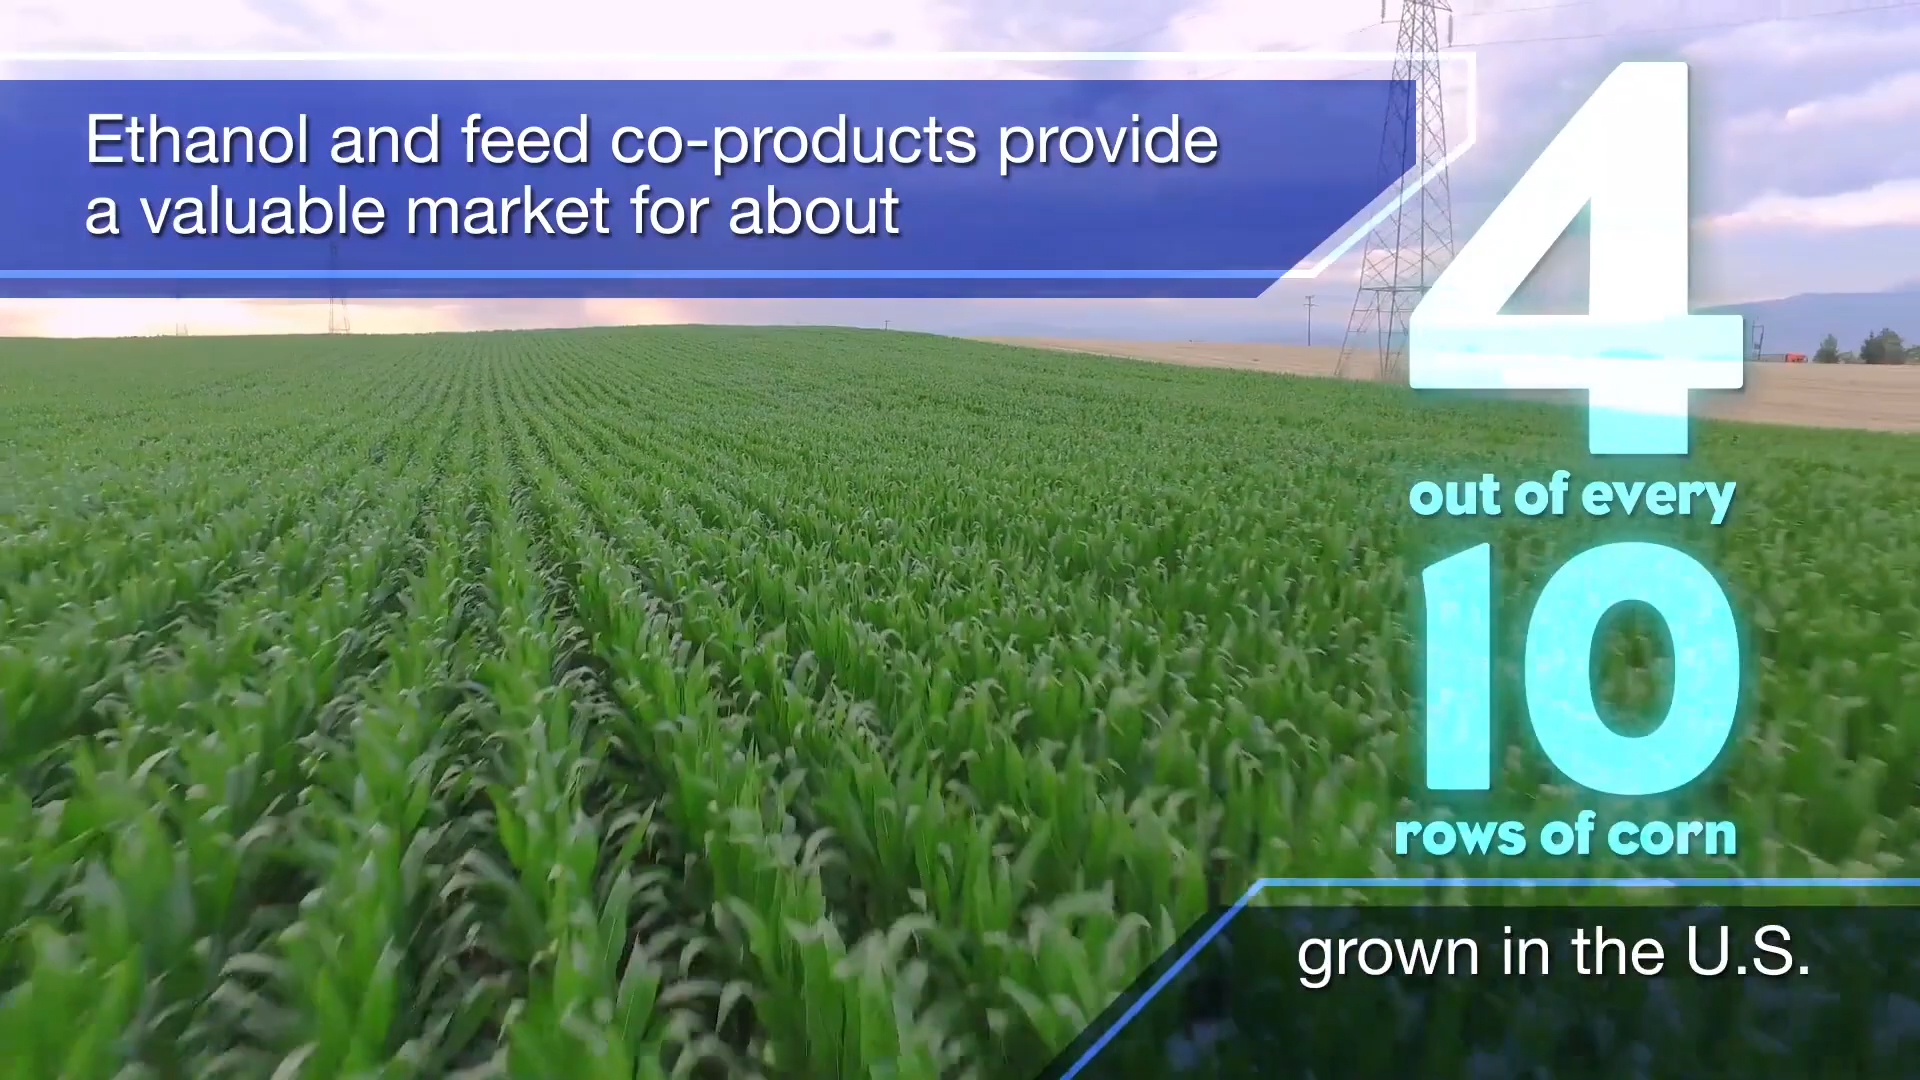 Ethanol and feed co-products provide
a valuable market for about
4
out of every
10
rows of corn
grown in the U.S.